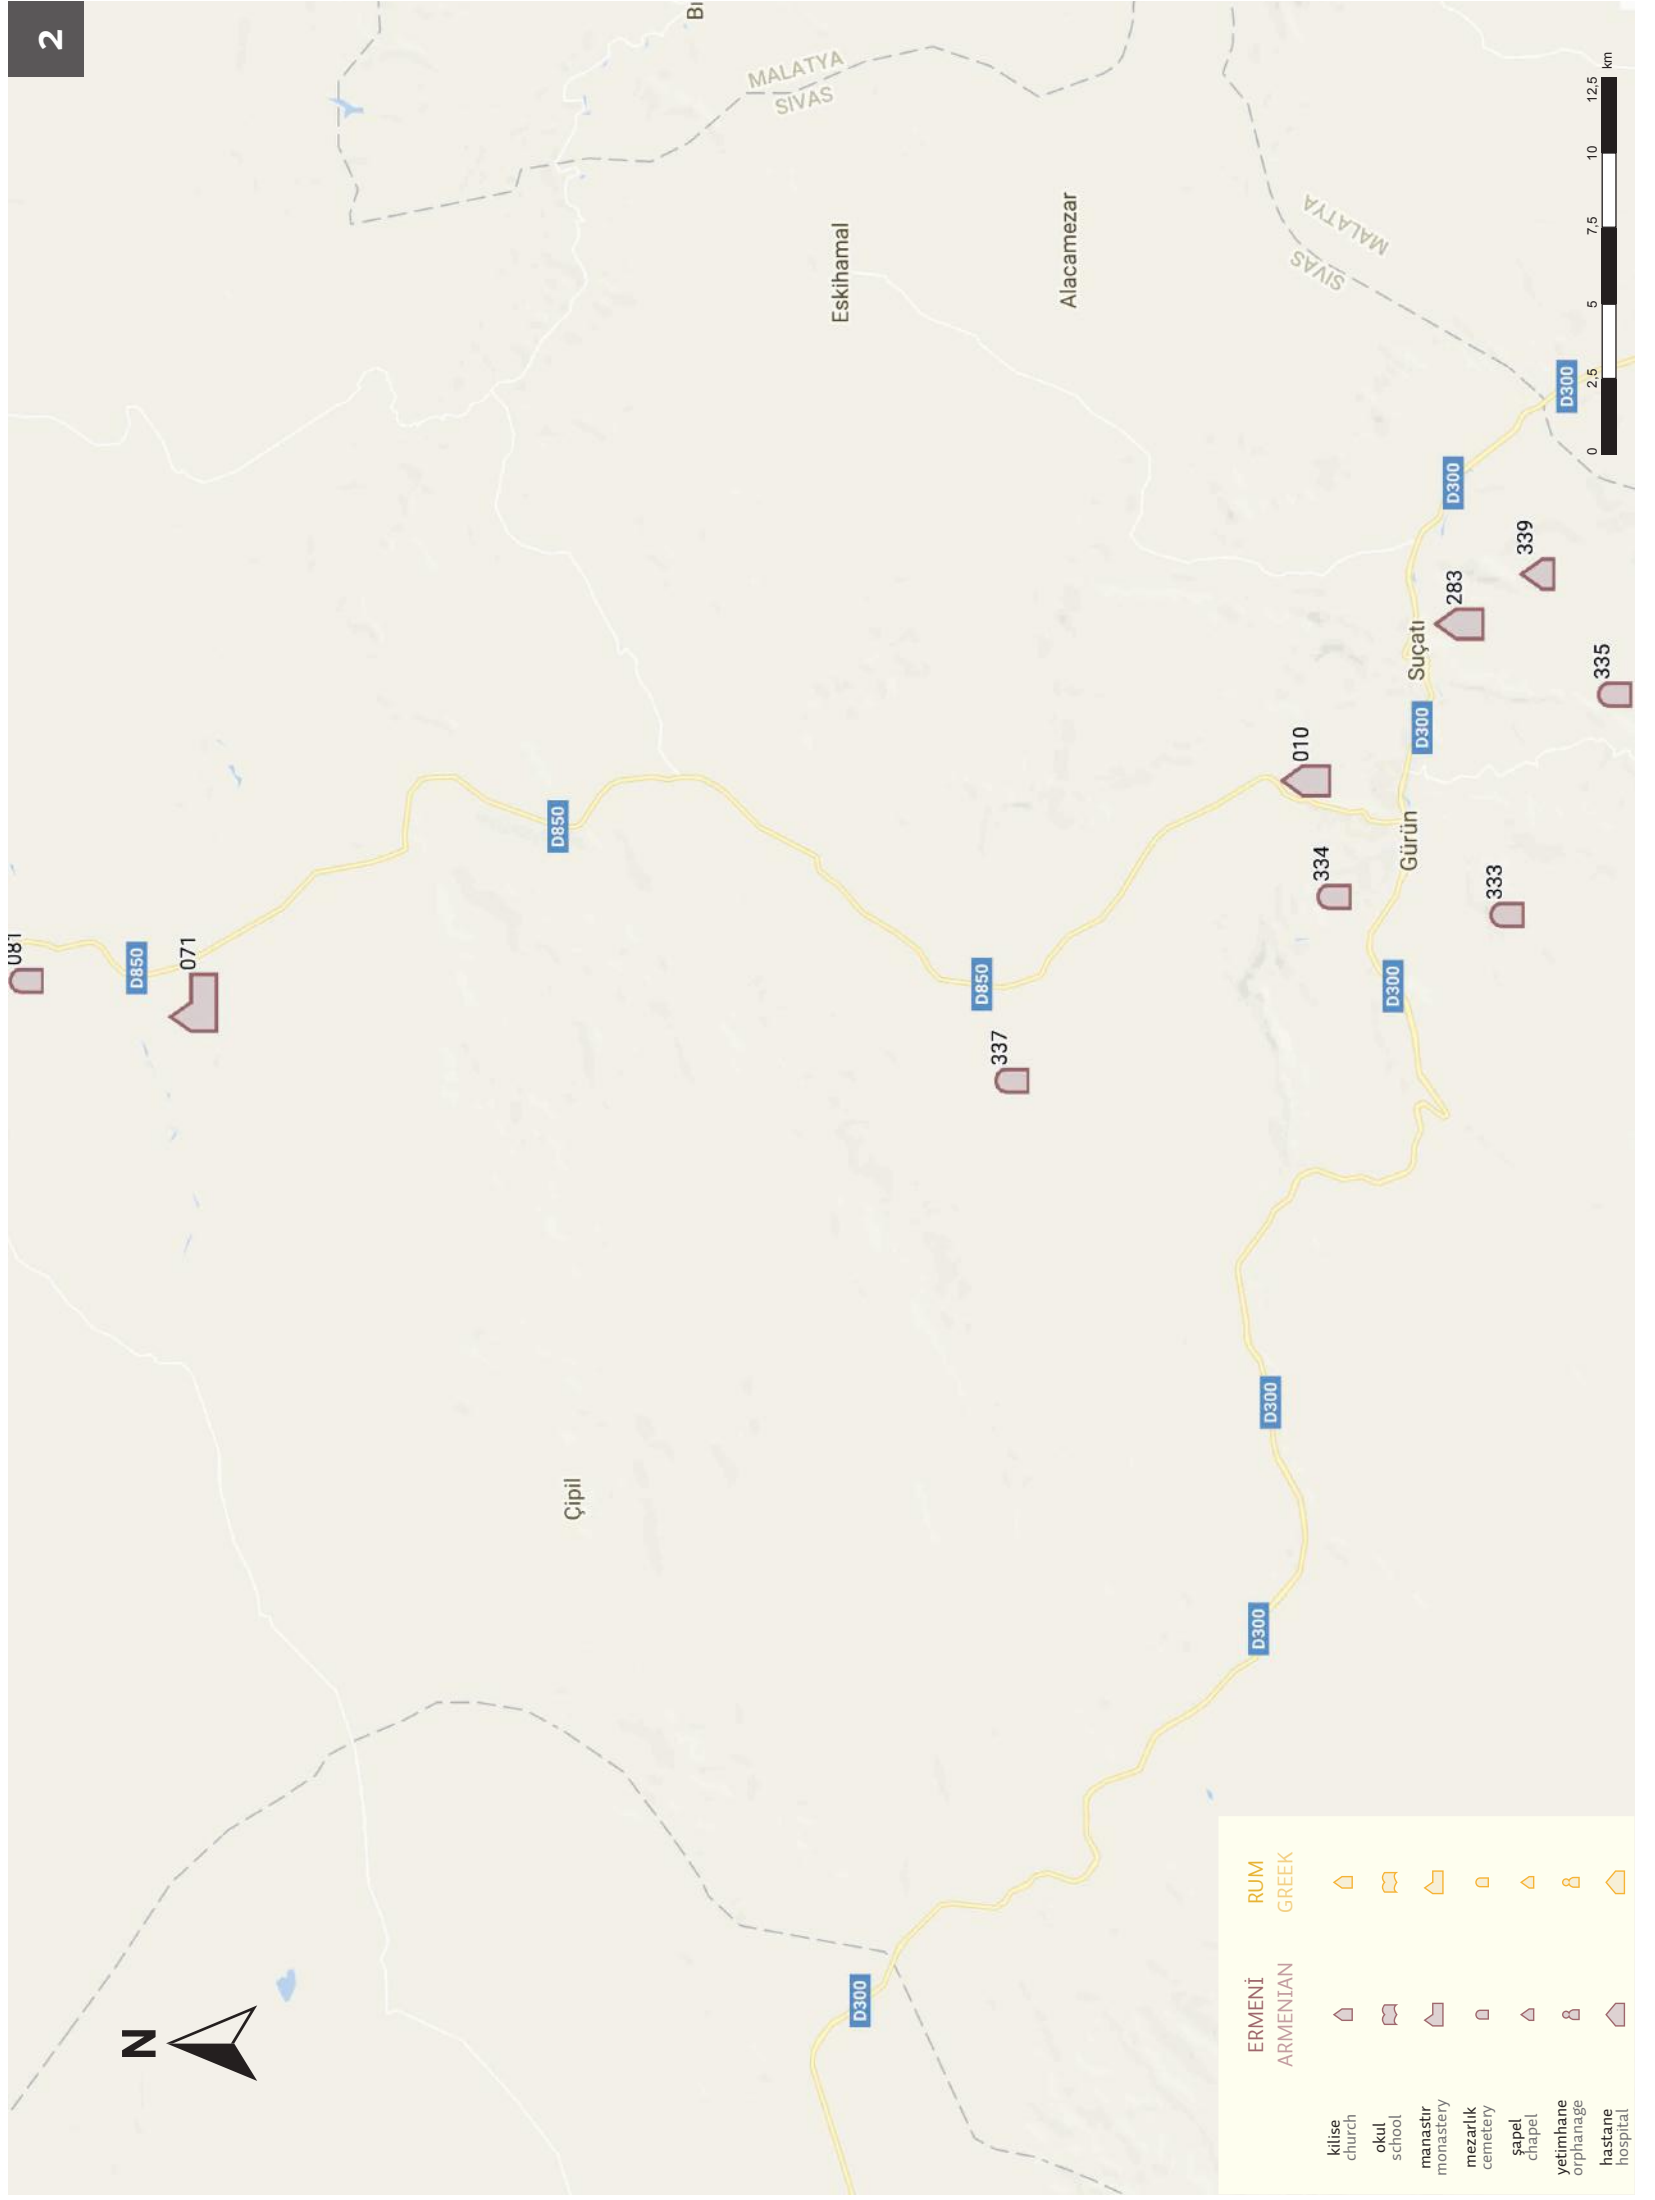 2
N
MALATYA
SIVAS
Eskihamal
Alacamezar
MALATYA
SIVAS
081
D850
071
D850
D850
337
010
334
333
Çipil
Gürün
Suçatı
283
339
335
D300
D300
D300
D300
D300
D300
D300
0 2,5 5 7,5 10 12,5 km
ERMENİ RUM
ARMENIAN GREEK
kilise
church
okul
school
manastır
monastery
mezarlık
cemetery
şapel
chapel
yetimhane
orphanage
hastane
hospital